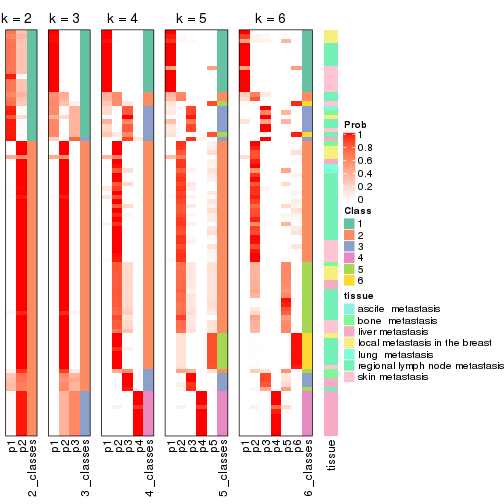 k = 2
k = 3
k = 4
k = 5
k = 6
Prob
1
0.8
0.6
0.4
0.2
0
Class
1
2
3
4
5
6
tissue
ascite metastasis
bone metastasis
liver metastasis
local metastasis in the breast
lung metastasis
regional lymph node metastasis
skin metastasis
p1
p2
2_classes
p1
p2
p3
3_classes
p1
p2
p3
p4
4_classes
p1
p2
p3
p4
p5
5_classes
p1
p2
p3
p4
p5
p6
6_classes
tissue